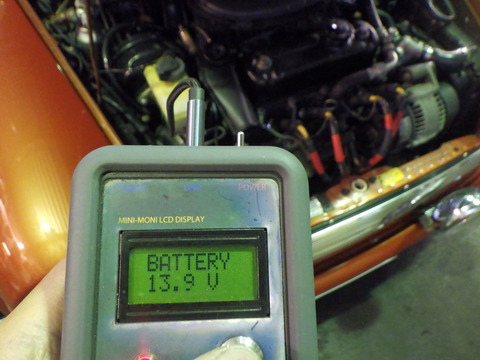 POWER
MINI-MONI LCD DISPLAY
BATTERY
13.9 V